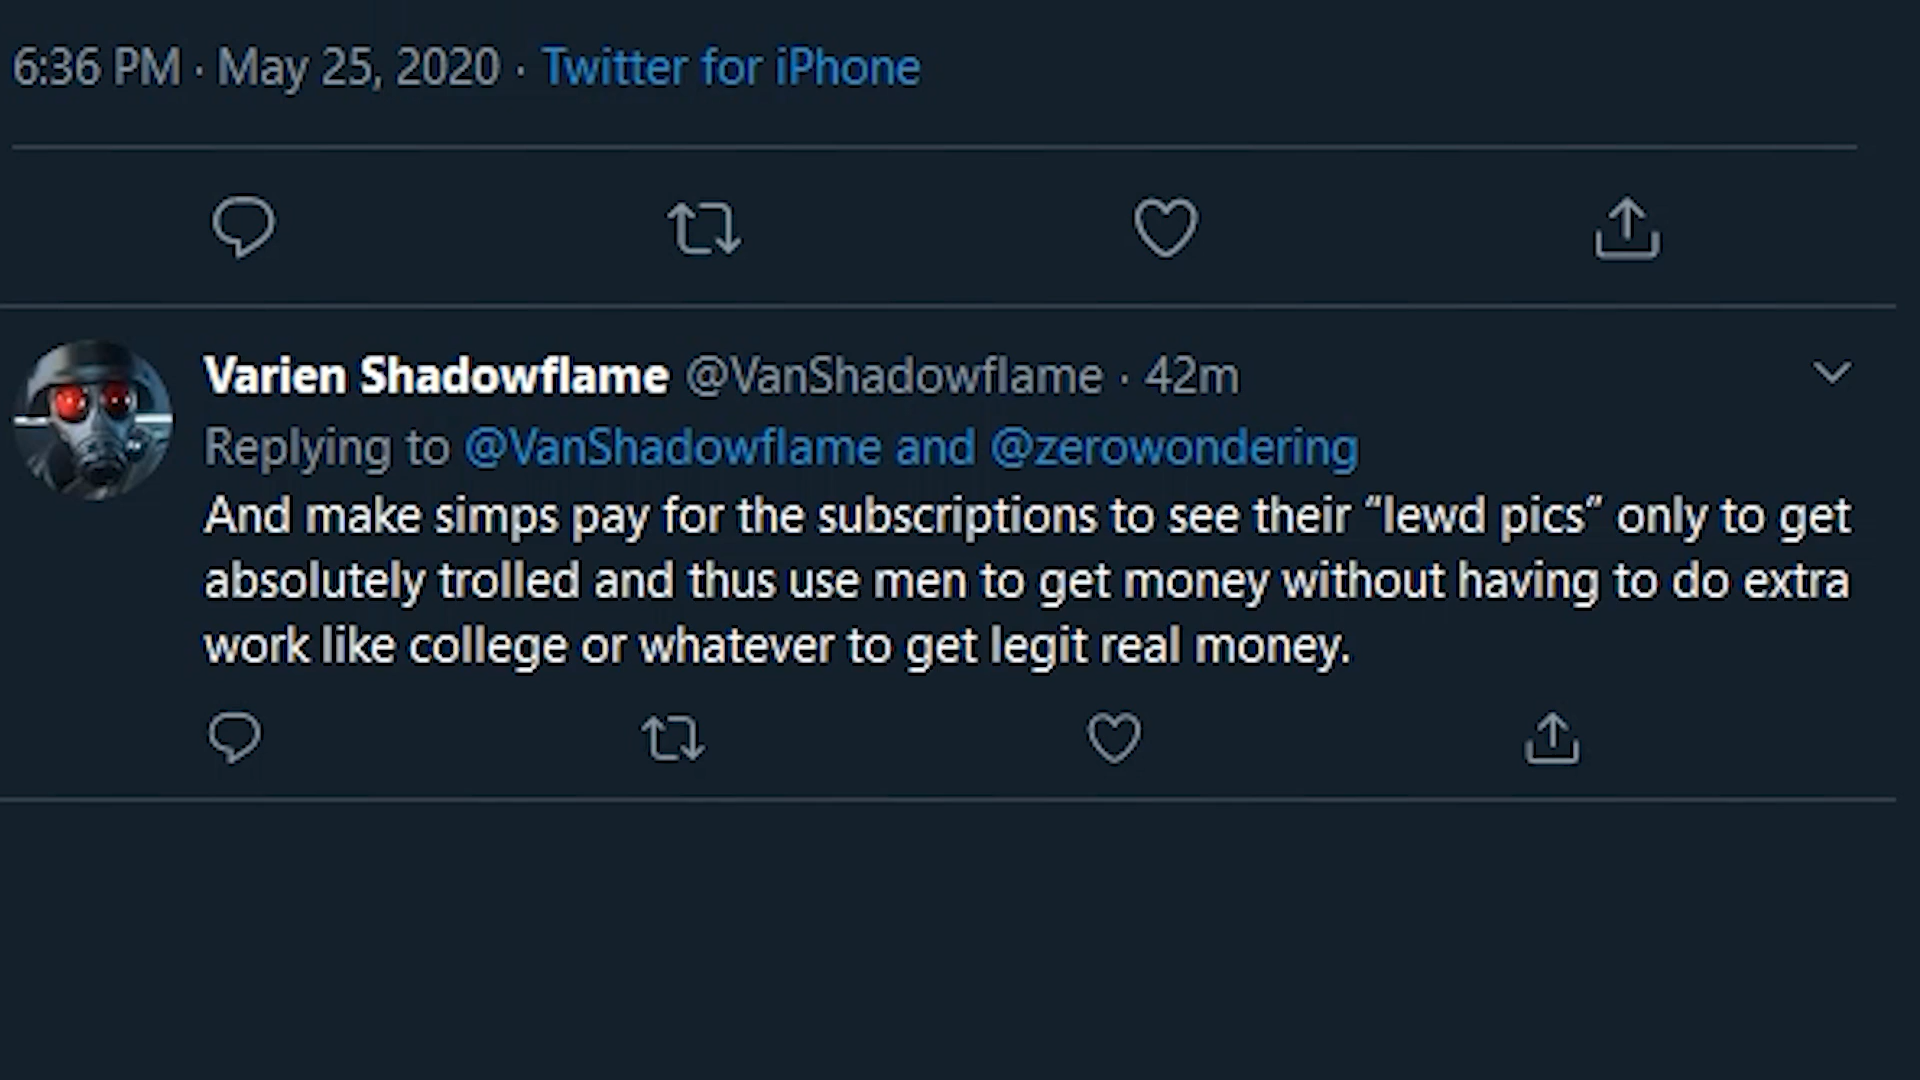 6:36 PM · May 25, 2020 · Twitter for iPhone
Varien Shadowflame @VanShadowflame · 42m
Replying to @VanShadowflame and @zerowondering
And make simps pay for the subscriptions to see their “lewd pics” only to get
absolutely trolled and thus use men to get money without having to do extra
work like college or whatever to get legit real money.